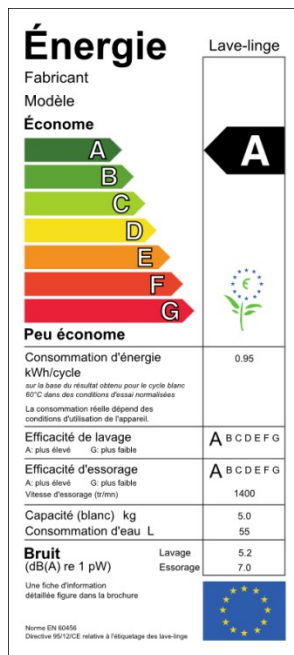 Énergie
Lave-linge
Fabricant
Modèle
Économe
A
A
B
C
D
E
F
G
Peu économe
Consommation d'énergie
kWh/cycle
0.95
sur la base du résultat obtenu pour le cycle blanc
60°C dans des conditions d'essai normalisées
La consommation réelle dépend des
conditions d'utilisation de l'appareil.
Efficacité de lavage
A: plus élevé G: plus faible
A B C D E F G
Efficacité d'essorage
A: plus élevé G: plus faible
A B C D E F G
Vitesse d'essorage (tr/mn)
1400
Capacité (blanc) kg
5.0
Consommation d'eau L
55
Bruit
(dB(A) re 1 pW)
Lavage
5.2
Essorage
7.0
Une fiche d'information
détaillée figure dans la brochure
Norme EN 60456
Directive 95/12/CE relative à l'étiquetage des lave-linge